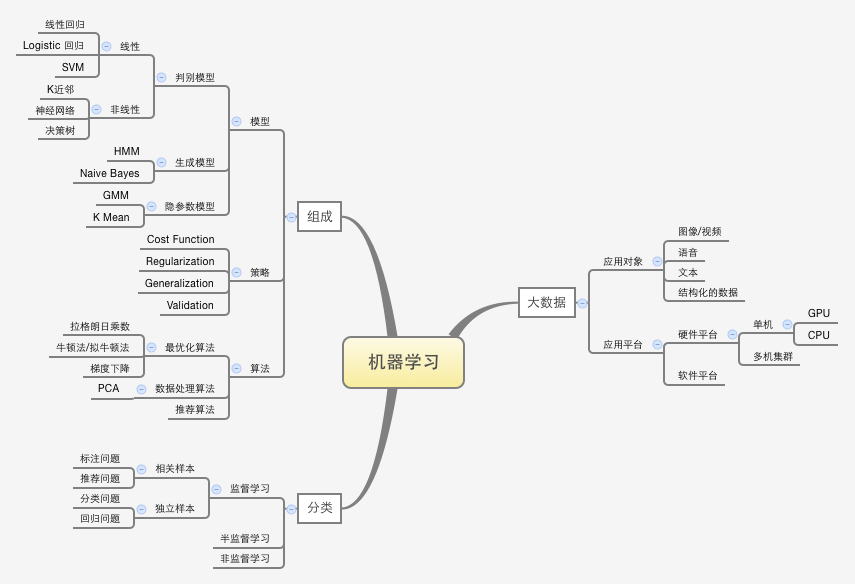 机器学习
组成
模型
判别模型
线性
线性回归
Logistic 回归
SVM
非线性
K近邻
神经网络
决策树
生成模型
HMM
Naive Bayes
隐参数模型
GMM
K Mean
策略
Cost Function
Regularization
Generalization
Validation
算法
最优化算法
拉格朗日乘数
牛顿法/拟牛顿法
梯度下降
数据处理算法
PCA
推荐算法
分类
监督学习
相关样本
标注问题
推荐问题
独立样本
分类问题
回归问题
半监督学习
非监督学习
大数据
应用对象
图像/视频
语音
文本
结构化的数据
应用平台
硬件平台
单机
GPU
CPU
多机集群
软件平台